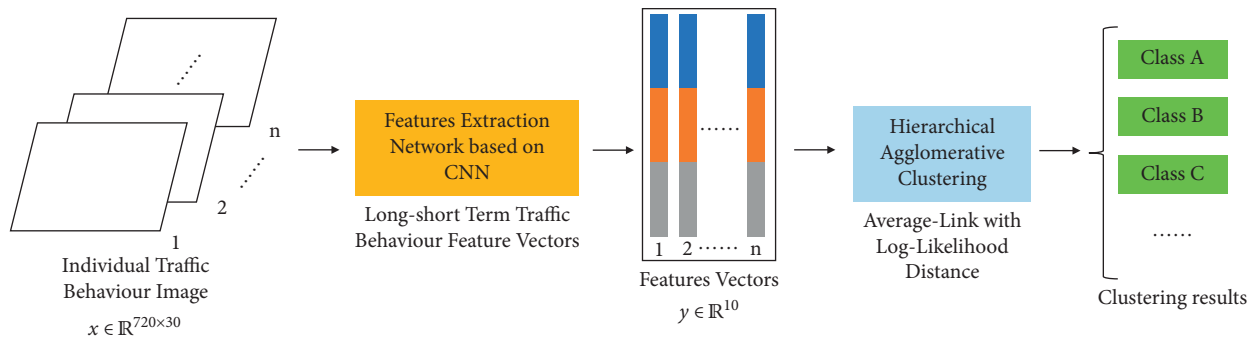 n
2
1
Individual Traffic
Behaviour Image
x ∈ ℝ^{720×30}
Features Extraction
Network based on
CNN
Long-short Term Traffic
Behaviour Feature Vectors
1 2 ...... n
Features Vectors
y ∈ ℝ^{10}
Hierarchical
Agglomerative
Clustering
Average-Link with
Log-Likelihood
Distance
Class A
Class B
Class C
......
Clustering results